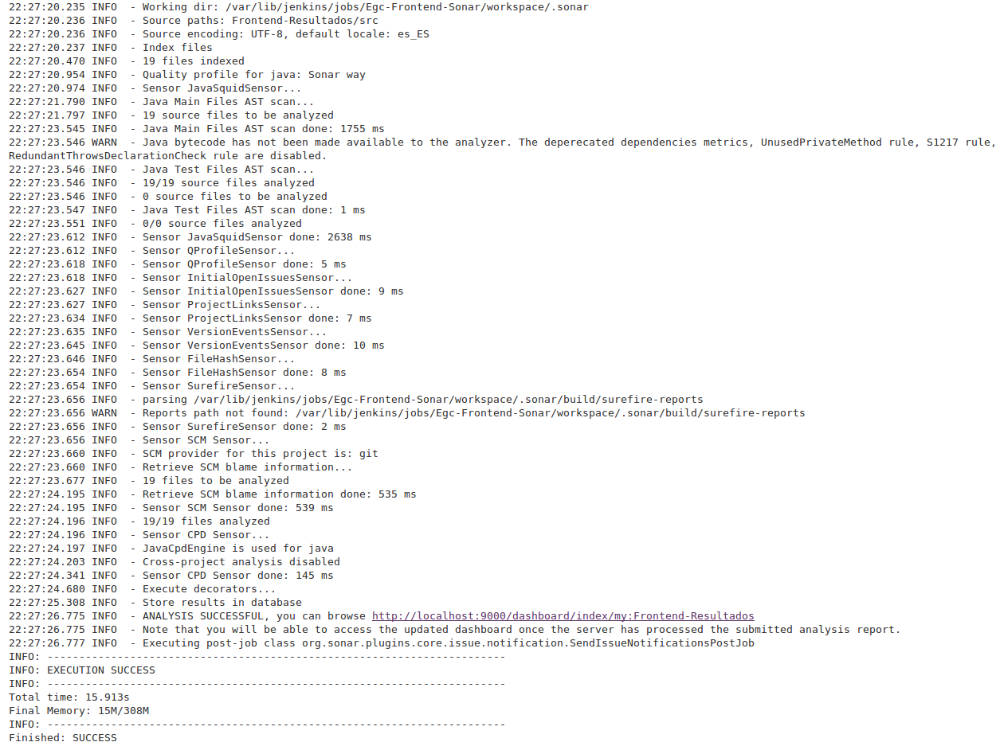 22:27:20.235 INFO  - Working dir: /var/lib/jenkins/jobs/Egc-Frontend-Sonar/workspace/.sonar
22:27:20.236 INFO  - Source paths: Frontend-Resultados/src
22:27:20.236 INFO  - Source encoding: UTF-8, default locale: es_ES
22:27:20.237 INFO  - Index files
22:27:20.470 INFO  - 19 files indexed
22:27:20.954 INFO  - Quality profile for java: Sonar way
22:27:20.974 INFO  - Sensor JavaSquidSensor...
22:27:21.790 INFO  - Java Main Files AST scan...
22:27:21.797 INFO  - 19 source files to be analyzed
22:27:23.545 INFO  - Java Main Files AST scan done: 1755 ms
22:27:23.546 WARN  - Java bytecode has not been made available to the analyzer. The deperecated dependencies metrics, UnusedPrivateMethod rule, S1217 rule,
RedundantThrowsDeclarationCheck rule are disabled.
22:27:23.546 INFO  - Java Test Files AST scan...
22:27:23.546 INFO  - 19/19 source files analyzed
22:27:23.546 INFO  - 0 source files to be analyzed
22:27:23.547 INFO  - Java Test Files AST scan done: 1 ms
22:27:23.551 INFO  - 0/0 source files analyzed
22:27:23.612 INFO  - Sensor JavaSquidSensor done: 2638 ms
22:27:23.612 INFO  - Sensor QProfileSensor...
22:27:23.618 INFO  - Sensor QProfileSensor done: 5 ms
22:27:23.618 INFO  - Sensor InitialOpenIssuesSensor...
22:27:23.627 INFO  - Sensor InitialOpenIssuesSensor done: 9 ms
22:27:23.627 INFO  - Sensor ProjectLinksSensor...
22:27:23.634 INFO  - Sensor ProjectLinksSensor done: 7 ms
22:27:23.635 INFO  - Sensor VersionEventsSensor...
22:27:23.645 INFO  - Sensor VersionEventsSensor done: 10 ms
22:27:23.646 INFO  - Sensor FileHashSensor...
22:27:23.654 INFO  - Sensor FileHashSensor done: 8 ms
22:27:23.654 INFO  - Sensor SurefireSensor...
22:27:23.656 INFO  - parsing /var/lib/jenkins/jobs/Egc-Frontend-Sonar/workspace/.sonar/build/surefire-reports
22:27:23.656 WARN  - Reports path not found: /var/lib/jenkins/jobs/Egc-Frontend-Sonar/workspace/.sonar/build/surefire-reports
22:27:23.656 INFO  - Sensor SurefireSensor done: 2 ms
22:27:23.656 INFO  - Sensor SCM Sensor...
22:27:23.660 INFO  - SCM provider for this project is: git
22:27:23.660 INFO  - Retrieve SCM blame information...
22:27:23.677 INFO  - 19 files to be analyzed
22:27:24.195 INFO  - Retrieve SCM blame information done: 535 ms
22:27:24.195 INFO  - Sensor SCM Sensor done: 539 ms
22:27:24.196 INFO  - 19/19 files analyzed
22:27:24.196 INFO  - Sensor CPD Sensor...
22:27:24.197 INFO  - JavaCpdEngine is used for java
22:27:24.203 INFO  - Cross-project analysis disabled
22:27:24.341 INFO  - Sensor CPD Sensor done: 145 ms
22:27:24.680 INFO  - Execute decorators...
22:27:25.308 INFO  - Store results in database
22:27:26.775 INFO  - ANALYSIS SUCCESSFUL, you can browse http://localhost:9000/dashboard/index/my:Frontend-Resultados
22:27:26.775 INFO  - Note that you will be able to access the updated dashboard once the server has processed the submitted analysis report.
22:27:26.777 INFO  - Executing post-job class org.sonar.plugins.core.issue.notification.SendIssueNotificationsPostJob
INFO: ------------------------------------------------------------------------
INFO: EXECUTION SUCCESS
INFO: ------------------------------------------------------------------------
Total time: 15.913s
Final Memory: 15M/308M
INFO: ------------------------------------------------------------------------
Finished: SUCCESS